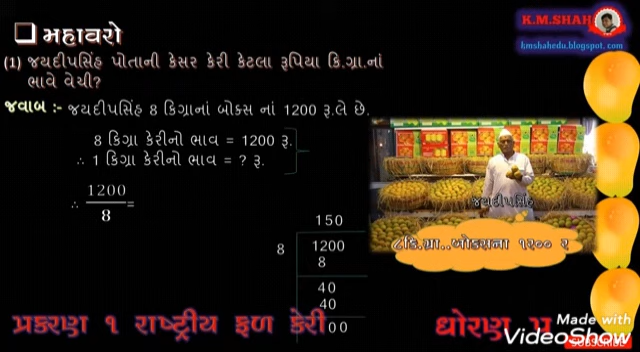 ❑ મહાવરો
K.M.SHAH
kmshahedu.blogspot. com
(1) જયદીપસિંહ પોતાની કેસર કેરી કેટલા રૂપિયા કિ.ગ્રા.નાં
ભાવે વેચી?
જવાબ :- જયદીપસિંહ 8 કિગ્રાનાં બોક્સ નાં 1200 રૂ.લે છે.
8 કિગ્રા કેરીનો ભાવ = 1200 રૂ.
∴ 1 કિગ્રા કેરીનો ભાવ = ? રૂ.
∴ 1200
8 =
150
8 1200
8
40
40
00
જયદીપસિંહ
૮કિ.ગ્રા..બોક્સના ૧૨૦૦ ર
પ્રકરણ ૧ રાષ્ટ્રીય ફળ કેરી
ધોરણ ૫
Made with
VideoShow
SUBSCRIBE